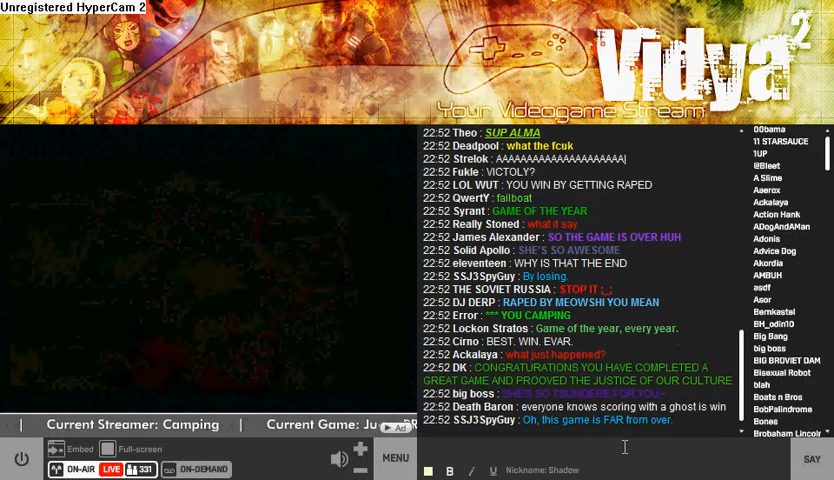 Unregistered HyperCam 2
Vidya2
Your Videogame Stream
22:52 Theo : SUP ALMA
22:52 Deadpool : what the fcuk
22:52 Strelok : AAAAAAAAAAAAAAAAAAAAA|
22:52 Fukle : VICTOLY?
22:52 LOL WUT : YOU WIN BY GETTING RAPED
22:52 QwertY : failboat
22:52 Syrant : GAME OF THE YEAR
22:52 Really Stoned : what it say
22:52 James Alexander : SO THE GAME IS OVER HUH
22:52 Solid Apollo : SHE'S SO AWESOME
22:52 eleventeen : WHY IS THAT THE END
22:52 SSJ3SpyGuy : By losing.
22:52 THE SOVIET RUSSIA : STOP IT ;_;
22:52 DJ DERP : RAPED BY MEOWSHI YOU MEAN
22:52 Error : *** YOU CAMPING
22:52 Lockon Stratos : Game of the year, every year.
22:52 Cirno : BEST. WIN. EVAR.
22:52 Ackalaya : what just happened?
22:52 DK : CONGRATURATIONS YOU HAVE COMPLETED A
GREAT GAME AND PROOVED THE JUSTICE OF OUR CULTURE
22:52 big boss : SHE'S SO TSUNDERE FOR YOU~
22:52 Death Baron : everyone knows scoring with a ghost is win
22:52 SSJ3SpyGuy : Oh, this game is FAR from over.
00bama
11 STARSAUCE
1UP
@Bleet
A Slime
Aaerox
Ackalaya
Action Hank
ADogAndAMan
Adonis
Advice Dog
Akordia
AMBUH
asdf
Asor
Bernkastel
BH_odin10
Big Bang
big boss
BIG BROVIET DAM
Bisexual Robot
blah
Boats n Bros
BobPalindrome
Bones
Brobaham Lincoln
| Current Streamer: Camping | Current Game: Ju
Ad
Embed Full-screen
ON-AIR LIVE 331 ON-DEMAND
MENU
B / U Nickname: Shadow
SAY